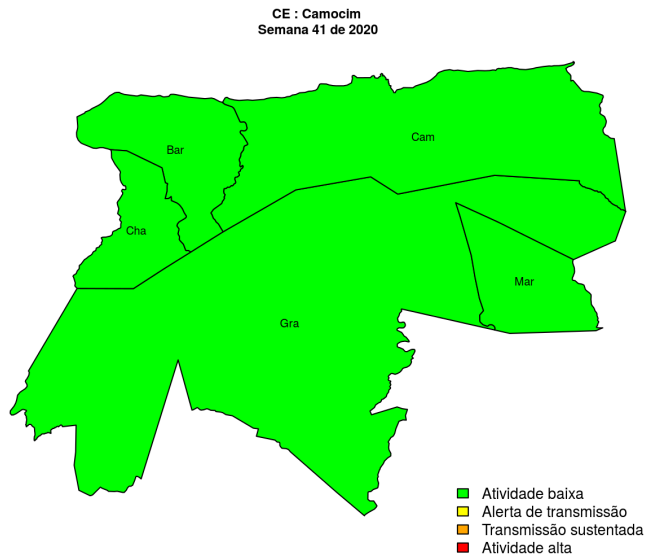 CE : Camocim
Semana 41 de 2020
Bar
Cam
Cha
Mar
Gra
Atividade baixa
Alerta de transmissão
Transmissão sustentada
Atividade alta